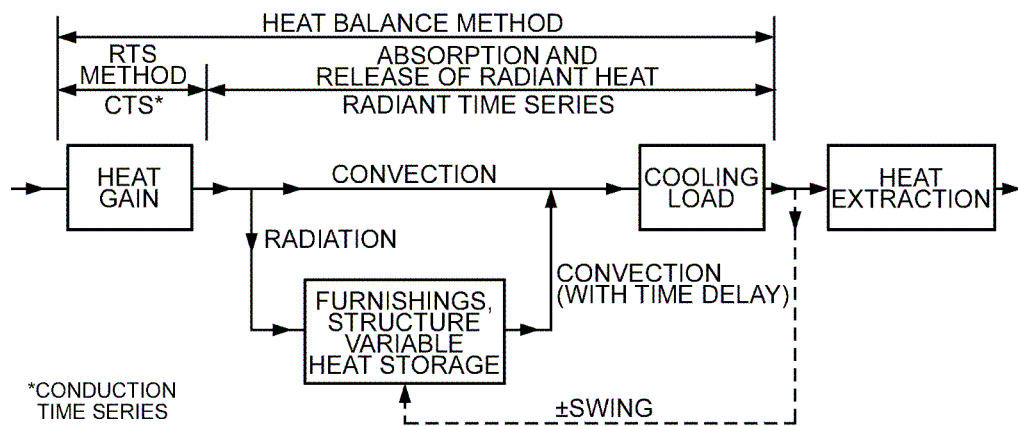 HEAT BALANCE METHOD
RTS
METHOD
CTS*
ABSORPTION AND
RELEASE OF RADIANT HEAT
RADIANT TIME SERIES
HEAT
GAIN
CONVECTION
COOLING
LOAD
HEAT
EXTRACTION
RADIATION
CONVECTION
(WITH TIME DELAY)
FURNISHINGS,
STRUCTURE
VARIABLE
HEAT STORAGE
±SWING
*CONDUCTION
TIME SERIES